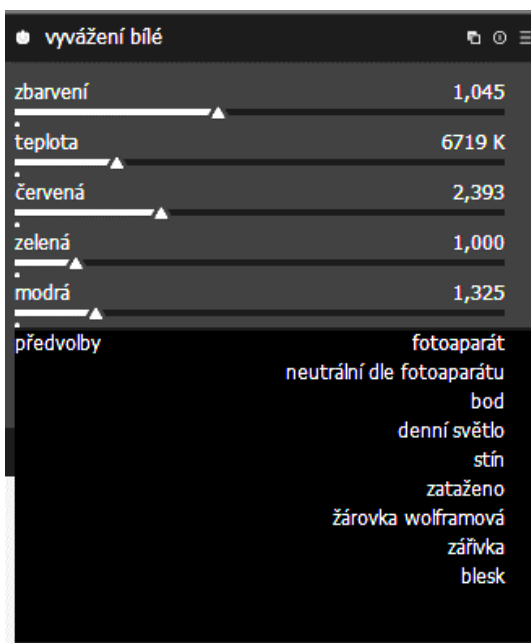 vyvážení bílé
zbarvení 1,045
teplota 6719 K
červená 2,393
zelená 1,000
modrá 1,325
předvolby fotoaparát
neutrální dle fotoaparátu
bod
denní světlo
stín
zataženo
žárovka wolframová
zářivka
blesk